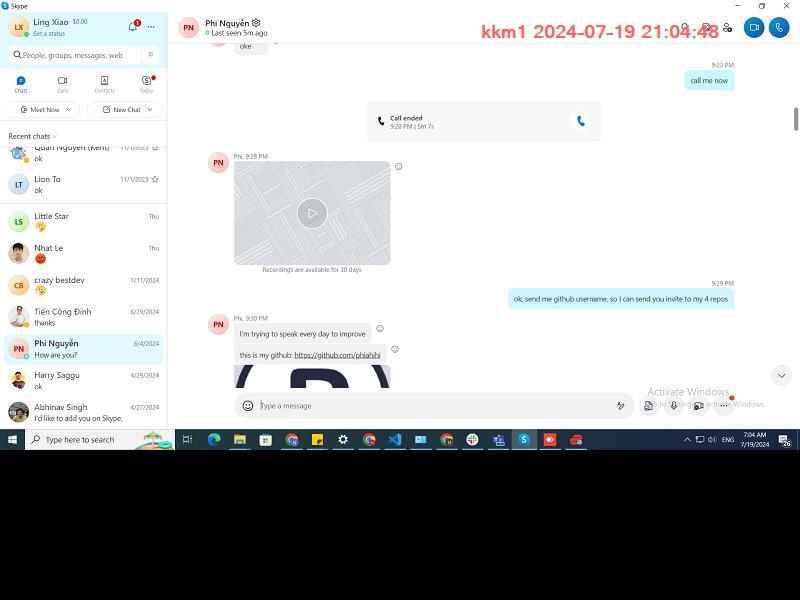 Skype
Ling Xiao $0.00
Set a status
LX
1
People, groups, messages, web
Chats
Calls
Contacts
Today
Meet Now
New Chat
Recent chats
Quan Nguyen (Kent) 11/1/2023
ok
LT
Lion To 11/1/2023
ok
LS
Little Star Thu
Nhat Le Thu
CB
crazy bestdev 7/11/2024
Tiến Công Đinh 6/29/2024
thanks
PN
Phi Nguyễn 6/4/2024
How are you?
Harry Saggu 4/29/2024
ok
Abhinav Singh 4/27/2024
I'd like to add you on Skype.
PN
Phi Nguyễn
Last seen 5m ago
kkm1 2024-07-19 21:04:48
oke
9:23 PM
call me now
Call ended
9:28 PM | 5m 7s
PN
Phi, 9:28 PM
Recordings are available for 30 days
9:29 PM
ok, send me github username, so I can send you invite to my 4 repos
PN
Phi, 9:30 PM
I'm trying to speak every day to improve
this is my github: https://github.com/phiahihi
Type a message
Activate Windows
Go to Settings to activate Windows.
Type here to search
ENG
7:04 AM
7/19/2024
26